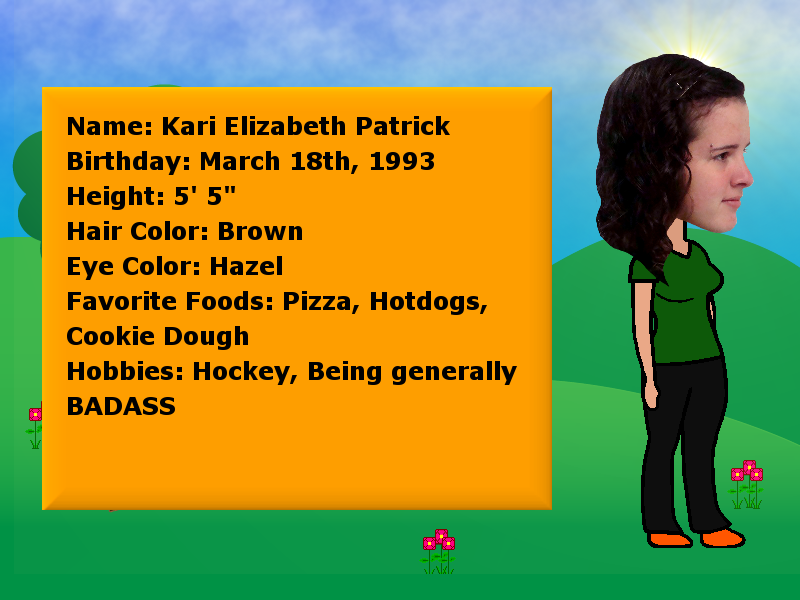 Name: Kari Elizabeth Patrick
Birthday: March 18th, 1993
Height: 5' 5"
Hair Color: Brown
Eye Color: Hazel
Favorite Foods: Pizza, Hotdogs,
Cookie Dough
Hobbies: Hockey, Being generally
BADASS